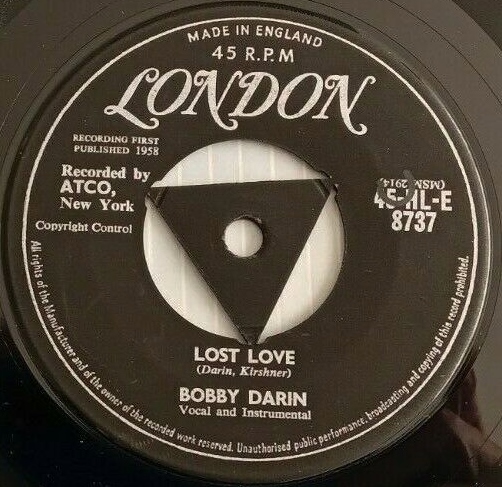 MADE IN ENGLAND
45 R.P.M
LONDON
RECORDING FIRST
PUBLISHED 1958
Recorded by
ATCO,
New York
Copyright Control
(MSM.2914)
45-HL-E
8737
LOST LOVE
(Darin, Kirshner)
BOBBY DARIN
Vocal and Instrumental
All rights of the Manufacturer and of the owner of the recorded work reserved. Unauthorised public performance, broadcasting and copying of this record prohibited.